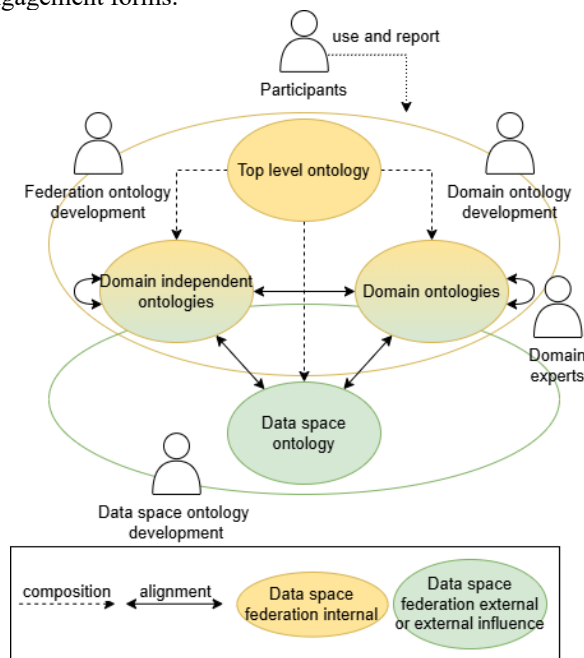 gagement forms.
use and report
Participants
Federation ontology
development
Top level ontology
Domain ontology
development
Domain independent
ontologies
Domain ontologies
Domain
experts
Data space
ontology
Data space ontology
development
composition
alignment
Data space
federation internal
Data space
federation external
or external influence